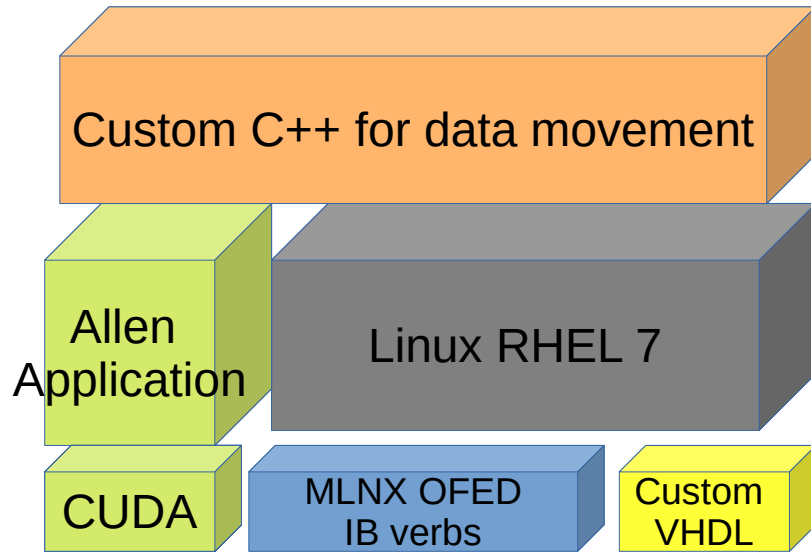 Custom C++ for data movement
Allen
Application
Linux RHEL 7
CUDA
MLNX OFED
IB verbs
Custom
VHDL